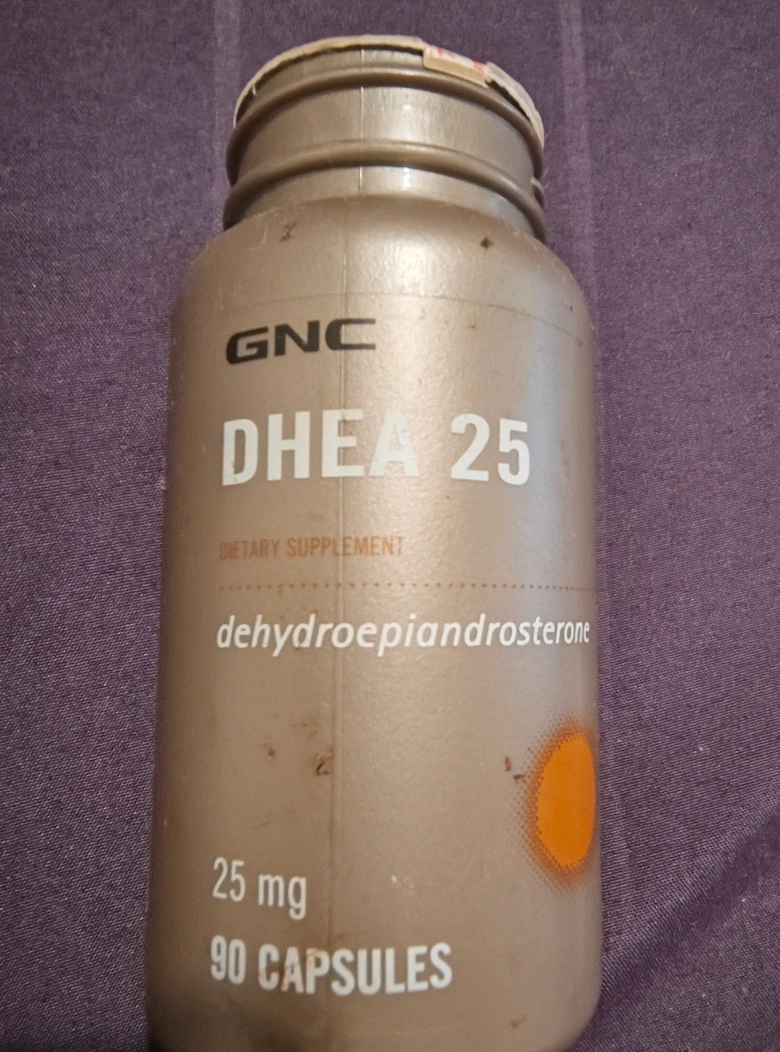 GNC
DHEA 25
DIETARY SUPPLEMENT
dehydroepiandrosterone
25 mg
90 CAPSULES